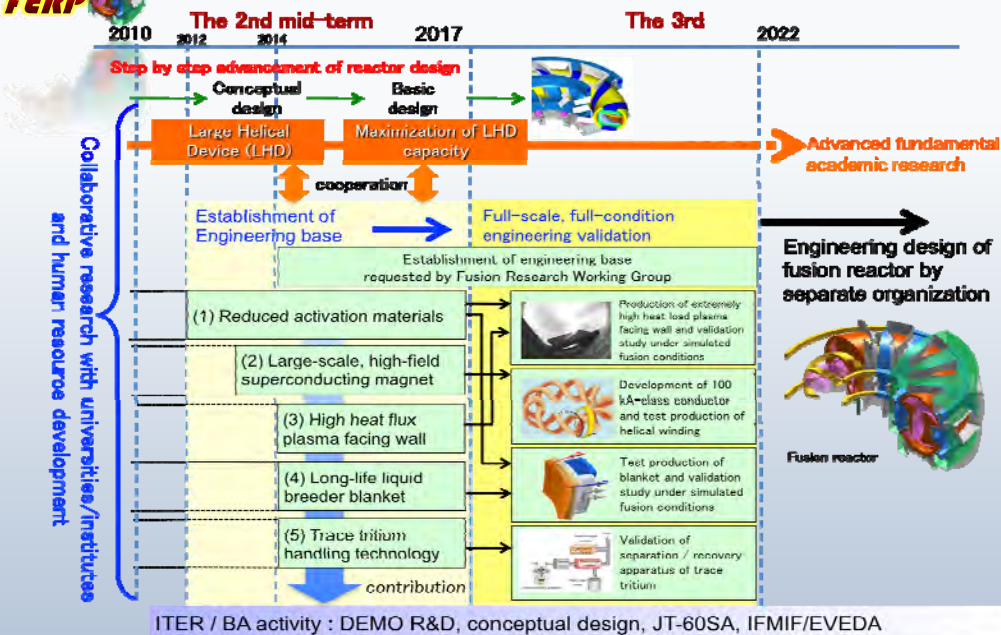 FERP
The 2nd mid-term
The 3rd
2010
2012
2014
2017
2022
Step by step advancement of reactor design
Conceptual
design
Basic
design
Large Helical
Device (LHD)
Maximization of LHD
capacity
Advanced fundamental
academic research
cooperation
Establishment of
Engineering base
Full-scale, full-condition
engineering validation
Establishment of engineering base
requested by Fusion Research Working Group
Engineering design of
fusion reactor by
separate organization
Fusion reactor
Collaborative research with universities/institutes
and human resource development
(1) Reduced activation materials
Production of extremely
high heat load plasma
facing wall and validation
study under simulated
fusion conditions
(2) Large-scale, high-field
superconducting magnet
Development of 100
kA-class conductor
and test production of
helical winding
(3) High heat flux
plasma facing wall
(4) Long-life liquid
breeder blanket
Test production of
blanket and validation
study under simulated
fusion conditions
(5) Trace tritium
handling technology
Validation of
separation / recovery
apparatus of trace
tritium
contribution
ITER / BA activity : DEMO R&D, conceptual design, JT-60SA, IFMIF/EVEDA